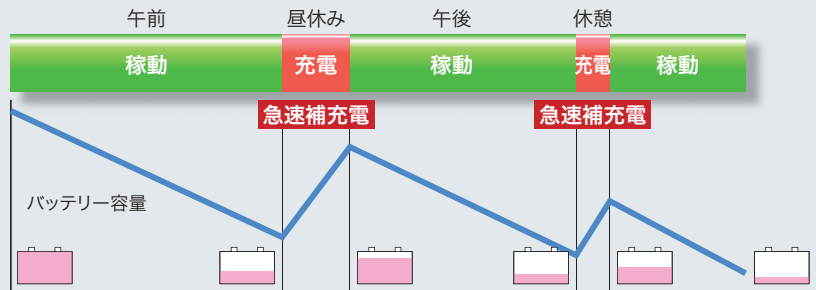 午前 昼休み 午後 休憩
稼動 充電 稼動 充電 稼動
急速補充電 急速補充電
バッテリー容量